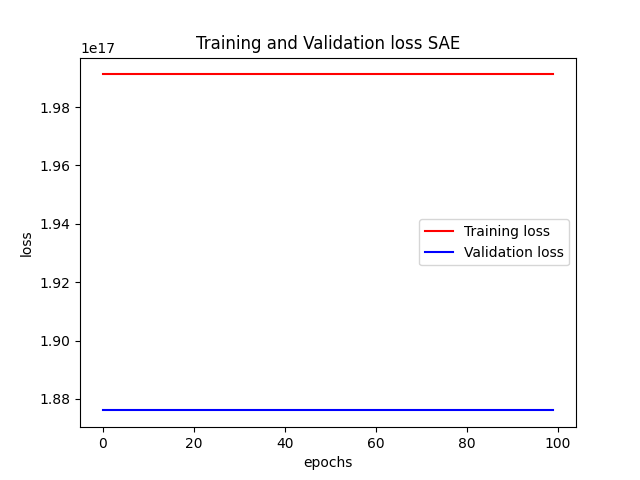 Training and Validation loss SAE
1e17
1.98
1.96
1.94
1.92
1.90
1.88
loss
Training loss
Validation loss
0
20
40
60
80
100
epochs